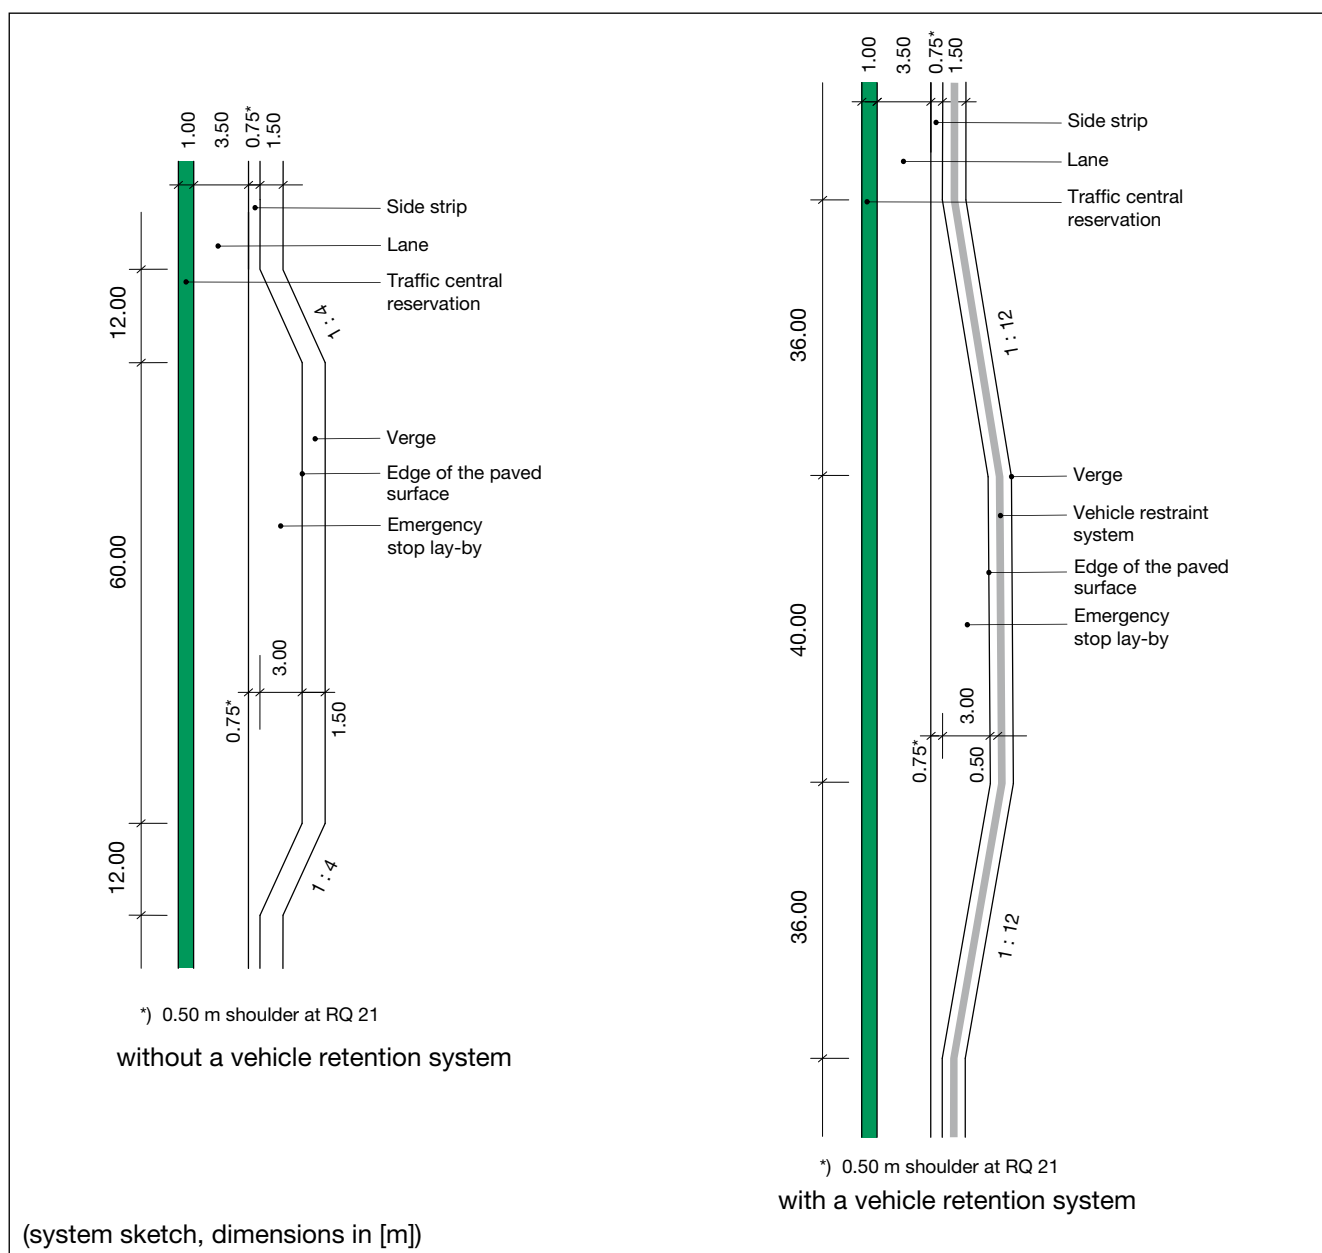 1.00
3.50
0.75*
1.50
Side strip
Lane
Traffic central
reservation
12.00
1 : 4
Verge
Edge of the paved
surface
Emergency
stop lay-by
60.00
3.00
0.75*
1.50
12.00
1 : 4
*) 0.50 m shoulder at RQ 21
without a vehicle retention system
1.00
3.50
0.75*
1.50
Side strip
Lane
Traffic central
reservation
36.00
1 : 12
Verge
Vehicle restraint
system
Edge of the paved
surface
Emergency
stop lay-by
40.00
3.00
0.75*
0.50
36.00
1 : 12
*) 0.50 m shoulder at RQ 21
with a vehicle retention system
(system sketch, dimensions in [m])